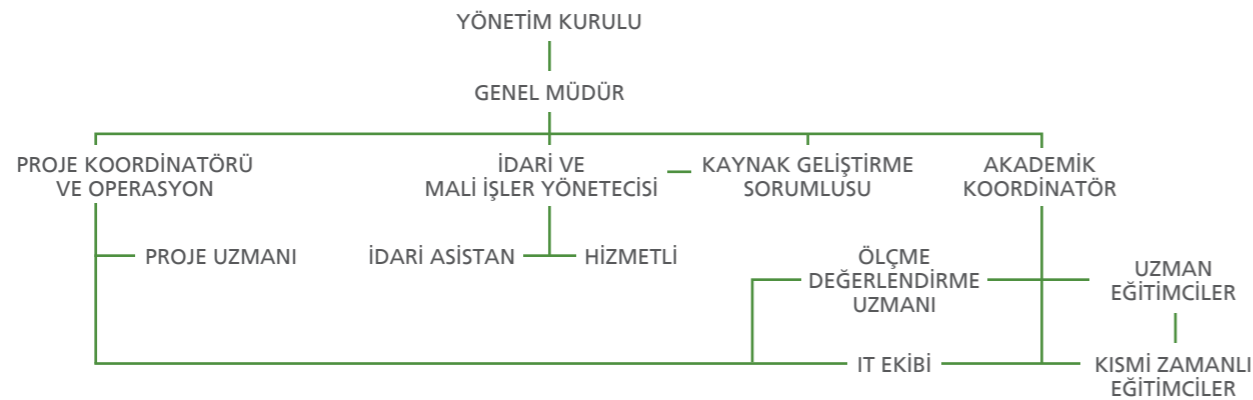 YÖNETİM KURULU
GENEL MÜDÜR
PROJE KOORDİNATÖRÜ
VE OPERASYON
İDARİ VE
MALİ İŞLER YÖNETECİSİ
KAYNAK GELİŞTİRME
SORUMLUSU
AKADEMİK
KOORDİNATÖR
PROJE UZMANI
İDARİ ASİSTAN
HİZMETLİ
ÖLÇME
DEĞERLENDİRME
UZMANI
UZMAN
EĞİTİMCİLER
IT EKİBİ
KISMİ ZAMANLI
EĞİTİMCİLER